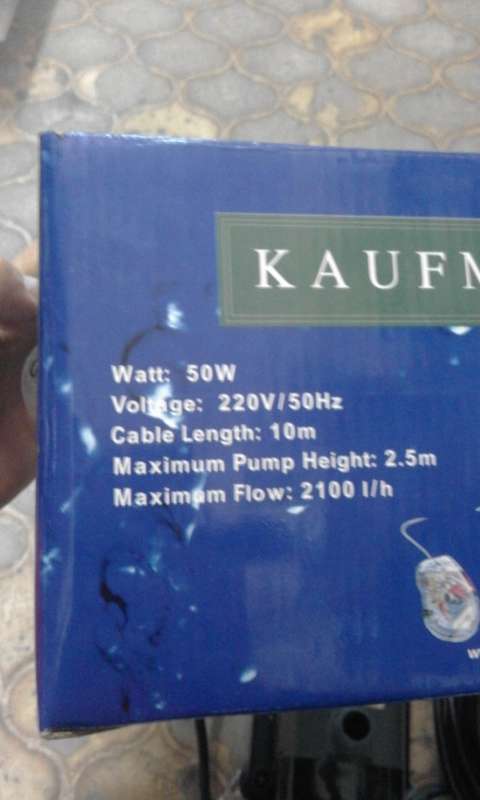 KAUFM
Watt: 50W
Voltage: 220V/50Hz
Cable Length: 10m
Maximum Pump Height: 2.5m
Maximum Flow: 2100 l/h